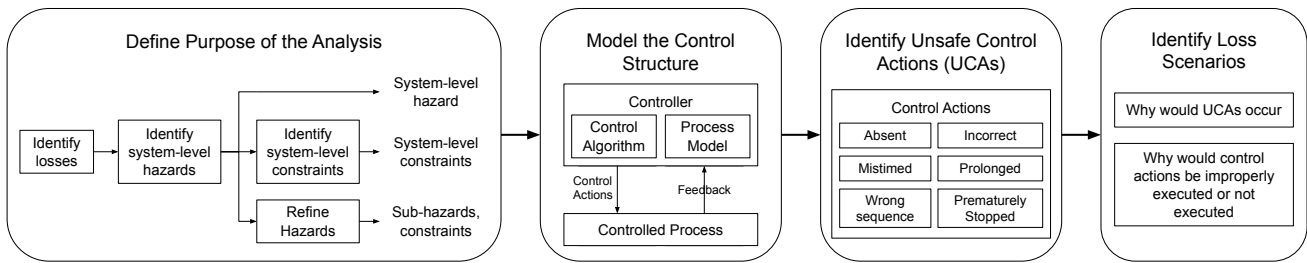 Define Purpose of the Analysis
System-level
hazard
Identify
losses
Identify
system-level
hazards
Identify
system-level
constraints
System-level
constraints
Refine
Hazards
Sub-hazards,
constraints
Model the Control
Structure
Controller
Control
Algorithm
Process
Model
Control
Actions
Feedback
Controlled Process
Identify Unsafe Control
Actions (UCAs)
Control Actions
Absent
Incorrect
Mistimed
Prolonged
Wrong
sequence
Prematurely
Stopped
Identify Loss
Scenarios
Why would UCAs occur
Why would control
actions be improperly
executed or not
executed